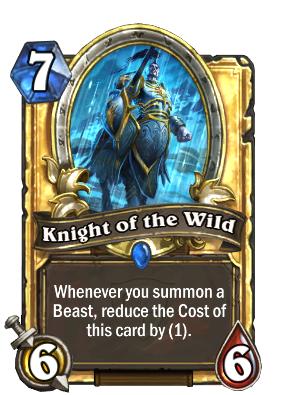 7
Knight of the Wild
Whenever you summon a
Beast, reduce the Cost of
this card by (1).
6 6